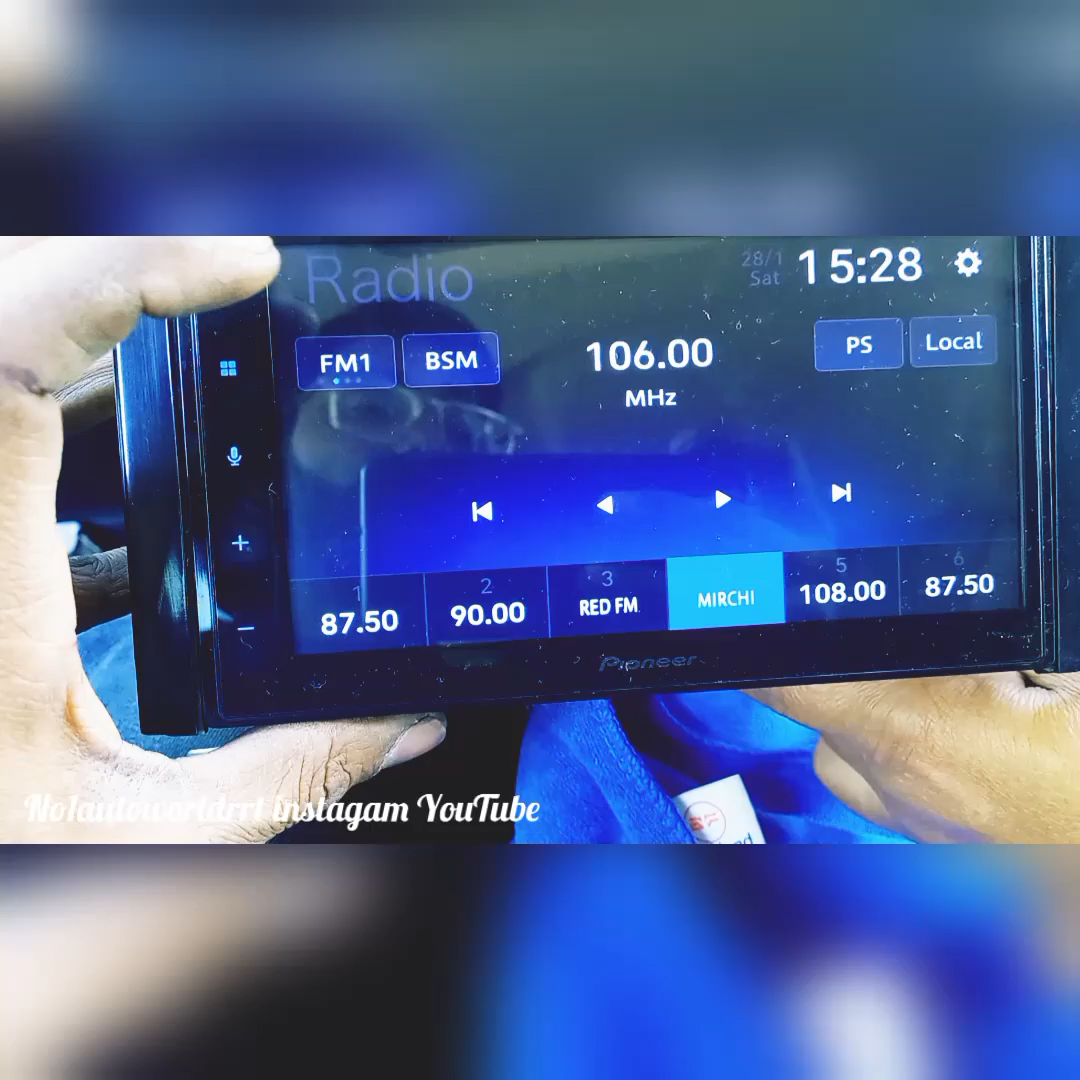 Radio
28/1
Sat
15:28
FM1
BSM
106.00
MHz
PS
Local
1
87.50
2
90.00
3
RED FM
MIRCHI
5
108.00
6
87.50
Pioneer
No1autoworldrrt instagam YouTube